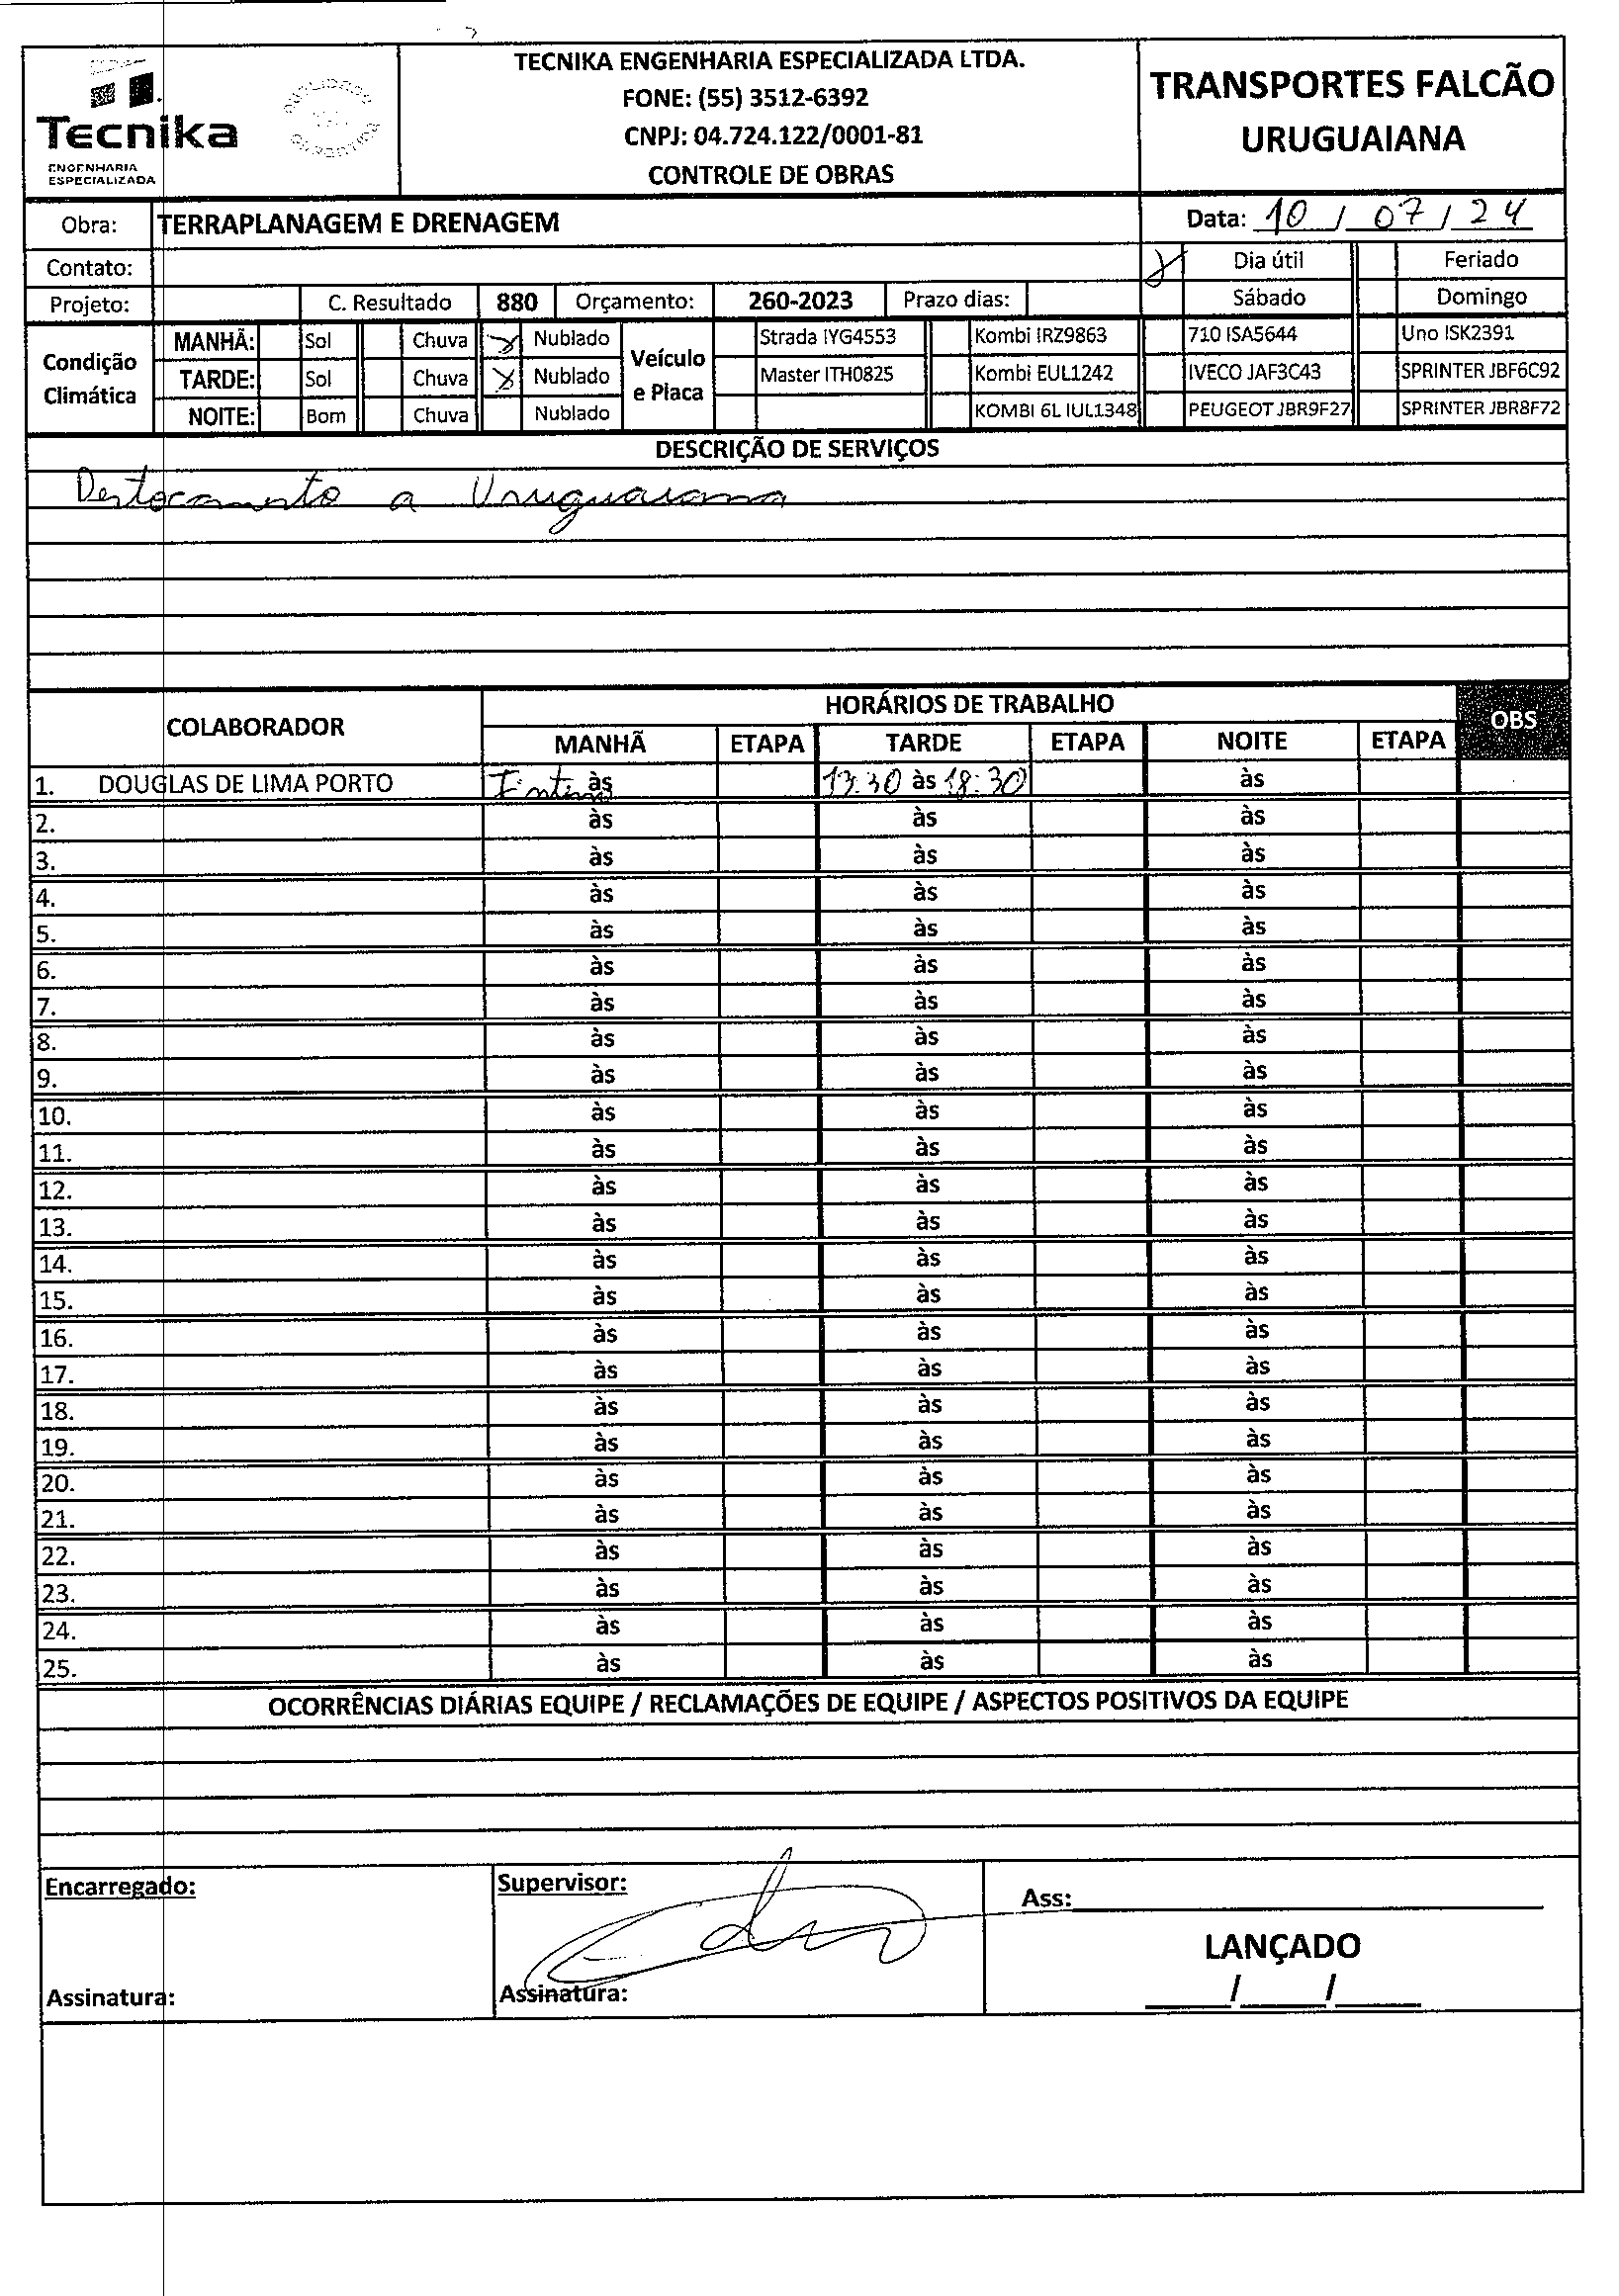 TECNIKA ENGENHARIA ESPECIALIZADA LTDA.
FONE: (55) 3512-6392
CNPJ: 04.724.122/0001-81
CONTROLE DE OBRAS
Tecnika
ENGENHARIA
ESPECIALIZADA
TRANSPORTES FALCÃO
URUGUAIANA
Obra: TERRAPLANAGEM E DRENAGEM
Data: 10 / 07 / 24
Contato:
Dia útil Feriado
Projeto: C. Resultado 880 Orçamento: 260-2023 Prazo dias:
Sábado Domingo
Condição Climática
MANHÃ: Sol Chuva X Nublado
TARDE: Sol Chuva X Nublado
NOITE: Bom Chuva Nublado
Veículo e Placa
Strada IYG4553 Kombi IRZ9863 710 ISA5644 Uno ISK2391
Master ITH0825 Kombi EUL1242 IVECO JAF3C43 SPRINTER JBF6C92
KOMBI 6L IUL1348 PEUGEOT JBR9F27 SPRINTER JBR8F72
DESCRIÇÃO DE SERVIÇOS
Deslocamento a Uruguaiana
COLABORADOR HORÁRIOS DE TRABALHO OBS
MANHÃ ETAPA TARDE ETAPA NOITE ETAPA
1. DOUGLAS DE LIMA PORTO às 13:30 às 18:30 às
2. às às às
3. às às às
4. às às às
5. às às às
6. às às às
7. às às às
8. às às às
9. às às às
10. às às às
11. às às às
12. às às às
13. às às às
14. às às às
15. às às às
16. às às às
17. às às às
18. às às às
19. às às às
20. às às às
21. às às às
22. às às às
23. às às às
24. às às às
25. às às às
OCORRÊNCIAS DIÁRIAS EQUIPE / RECLAMAÇÕES DE EQUIPE / ASPECTOS POSITIVOS DA EQUIPE
Encarregado: Supervisor: Ass:
LANÇADO
Assinatura: Assinatura: / /